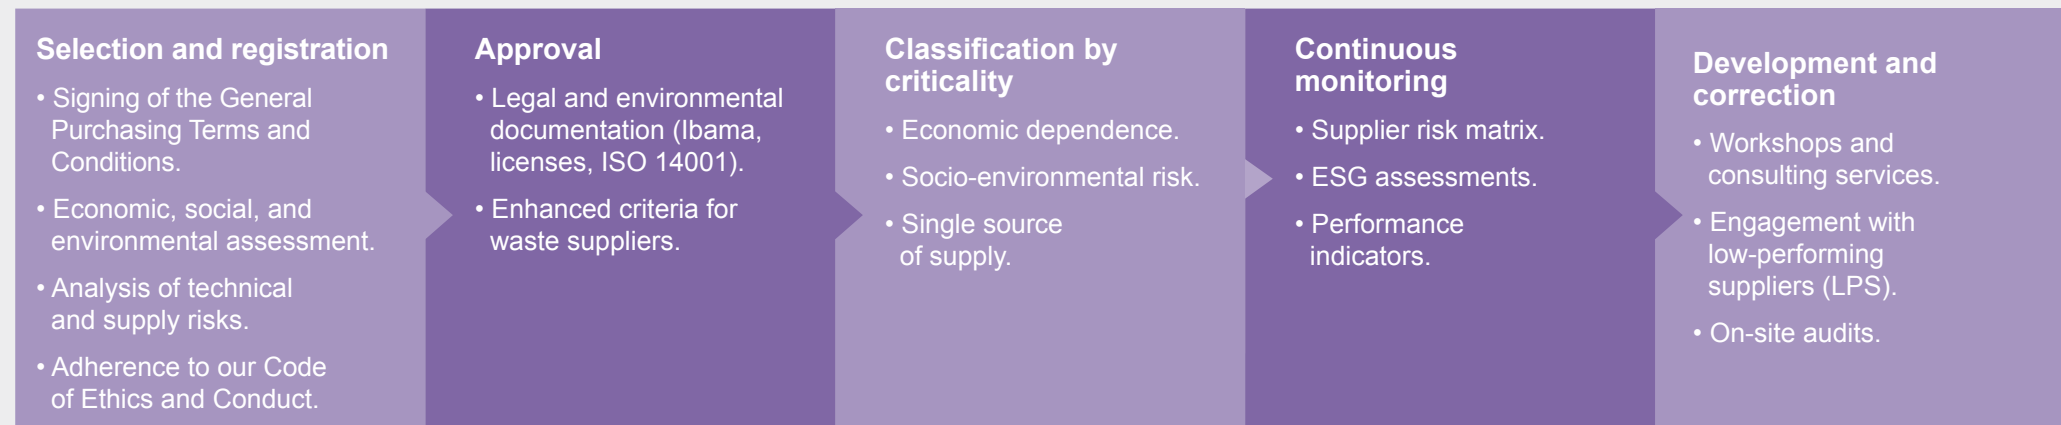 Selection and registration
• Signing of the General
Purchasing Terms and
Conditions.
• Economic, social, and
environmental assessment.
• Analysis of technical
and supply risks.
• Adherence to our Code
of Ethics and Conduct.
Approval
• Legal and environmental
documentation (Ibama,
licenses, ISO 14001).
• Enhanced criteria for
waste suppliers.
Classification by
criticality
• Economic dependence.
• Socio-environmental risk.
• Single source
of supply.
Continuous
monitoring
• Supplier risk matrix.
• ESG assessments.
• Performance
indicators.
Development and
correction
• Workshops and
consulting services.
• Engagement with
low-performing
suppliers (LPS).
• On-site audits.